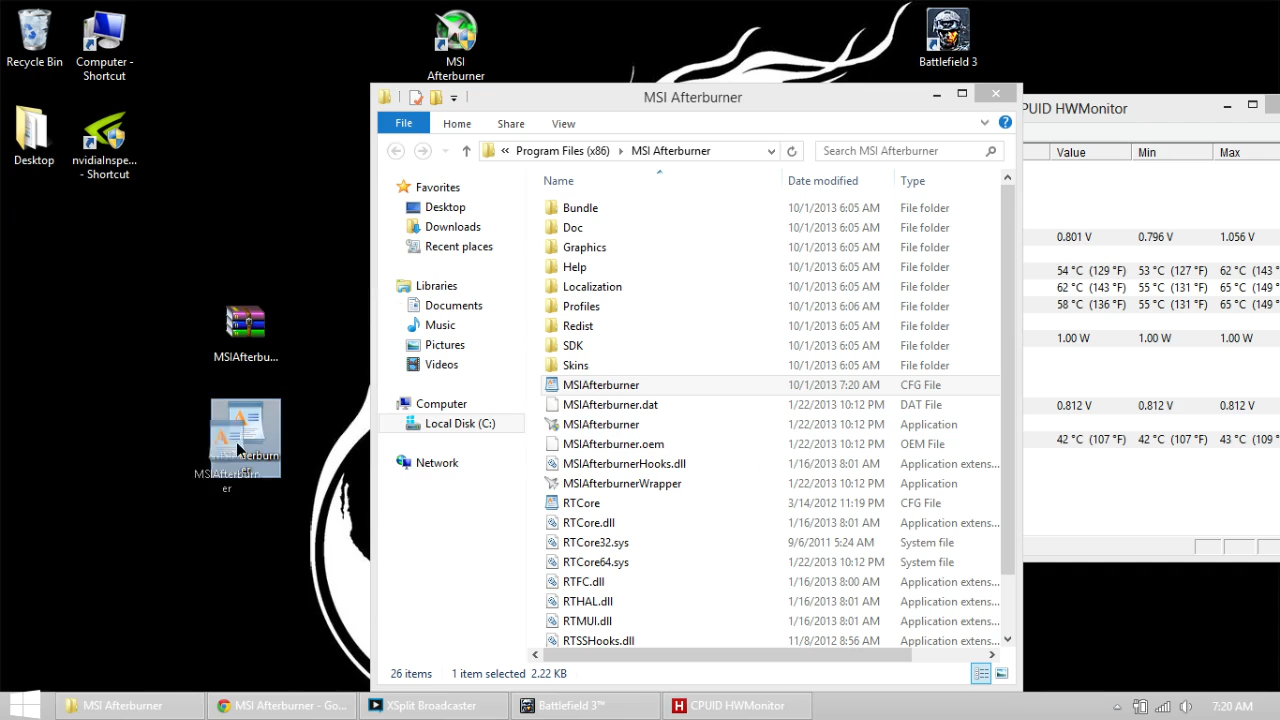 Recycle Bin
Computer - Shortcut
MSI Afterburner
Battlefield 3
Desktop
nvidiaInspe... - Shortcut
MSIAfterbu...
MSI Afterburner
File
Home
Share
View
Program Files (x86)
MSI Afterburner
Search MSI Afterburner
Favorites
Desktop
Downloads
Recent places
Libraries
Documents
Music
Pictures
Videos
Computer
Local Disk (C:)
Network
Name Date modified Type
Bundle 10/1/2013 6:05 AM File folder
Doc 10/1/2013 6:05 AM File folder
Graphics 10/1/2013 6:05 AM File folder
Help 10/1/2013 6:05 AM File folder
Localization 10/1/2013 6:05 AM File folder
Profiles 10/1/2013 6:06 AM File folder
Redist 10/1/2013 6:05 AM File folder
SDK 10/1/2013 6:05 AM File folder
Skins 10/1/2013 6:05 AM File folder
MSIAfterburner 10/1/2013 7:20 AM CFG File
MSIAfterburner.dat 1/22/2013 10:12 PM DAT File
MSIAfterburner 1/22/2013 10:12 PM Application
MSIAfterburner.oem 1/22/2013 10:12 PM OEM File
MSIAfterburnerHooks.dll 1/16/2013 8:01 AM Application extens...
MSIAfterburnerWrapper 1/22/2013 10:12 PM Application
RTCore 3/14/2012 11:19 PM CFG File
RTCore.dll 1/16/2013 8:01 AM Application extens...
RTCore32.sys 9/6/2011 5:24 AM System file
RTCore64.sys 1/22/2013 10:12 PM System file
RTFC.dll 1/16/2013 8:00 AM Application extens...
RTHAL.dll 1/16/2013 8:01 AM Application extens...
RTMUI.dll 1/16/2013 8:01 AM Application extens...
RTSSHooks.dll 11/8/2012 8:56 AM Application extens...
26 items 1 item selected 2.22 KB
PUID HWMonitor
Value Min Max
0.801 V 0.796 V 1.056 V
54 °C (129 °F) 53 °C (127 °F) 62 °C (143 °
62 °C (143 °F) 55 °C (131 °F) 65 °C (149 °
58 °C (136 °F) 55 °C (131 °F) 65 °C (149 °
1.00 W 1.00 W 1.00 W
0.812 V 0.812 V 0.812 V
42 °C (107 °F) 42 °C (107 °F) 43 °C (109 °
MSI Afterburner
MSI Afterburner - Go...
XSplit Broadcaster
Battlefield 3™
CPUID HWMonitor
7:20 AM